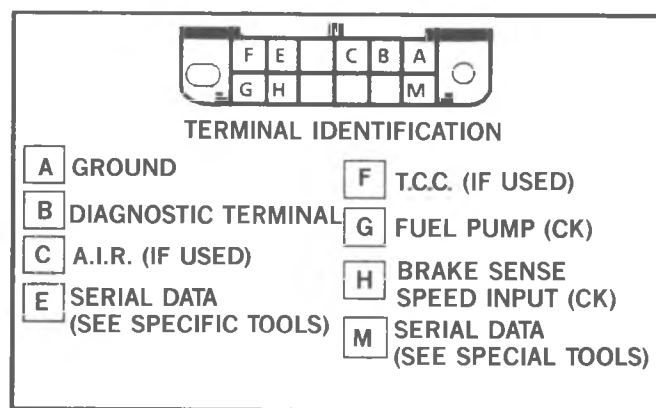 F E C B A
G H M
TERMINAL IDENTIFICATION
A GROUND
B DIAGNOSTIC TERMINAL
C A.I.R. (IF USED)
E SERIAL DATA
(SEE SPECIFIC TOOLS)
F T.C.C. (IF USED)
G FUEL PUMP (CK)
H BRAKE SENSE
SPEED INPUT (CK)
M SERIAL DATA
(SEE SPECIAL TOOLS)